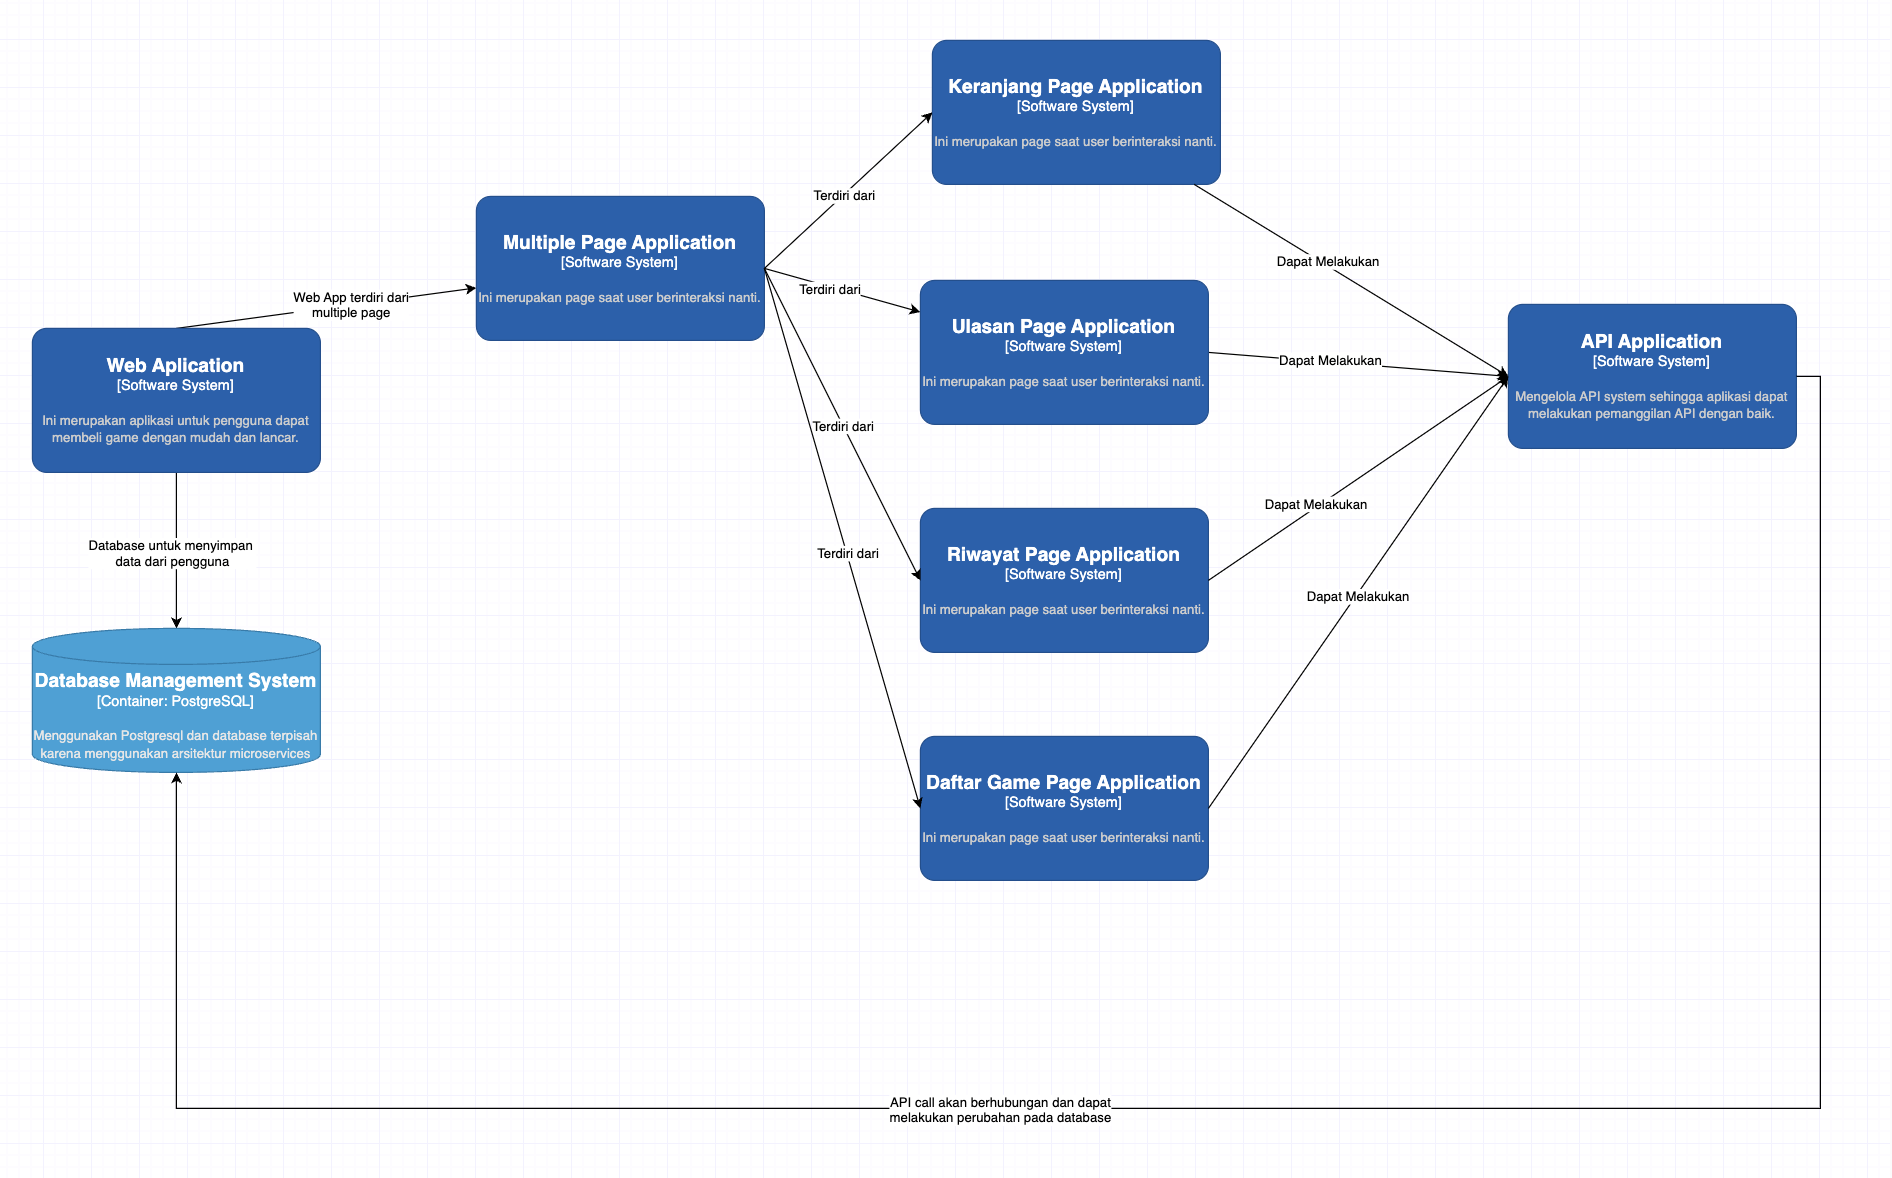 Keranjang Page Application
[Software System]
Ini merupakan page saat user berinteraksi nanti.
Terdiri dari
Multiple Page Application
[Software System]
Ini merupakan page saat user berinteraksi nanti.
Web App terdiri dari
multiple page
Terdiri dari
Dapat Melakukan
Web Aplication
[Software System]
Ini merupakan aplikasi untuk pengguna dapat
membeli game dengan mudah dan lancar.
Ulasan Page Application
[Software System]
Ini merupakan page saat user berinteraksi nanti.
Dapat Melakukan
API Application
[Software System]
Mengelola API system sehingga aplikasi dapat
melakukan pemanggilan API dengan baik.
Terdiri dari
Dapat Melakukan
Database untuk menyimpan
data dari pengguna
Terdiri dari
Riwayat Page Application
[Software System]
Ini merupakan page saat user berinteraksi nanti.
Dapat Melakukan
Database Management System
[Container: PostgreSQL]
Menggunakan Postgresql dan database terpisah
karena menggunakan arsitektur microservices
Daftar Game Page Application
[Software System]
Ini merupakan page saat user berinteraksi nanti.
API call akan berhubungan dan dapat
melakukan perubahan pada database